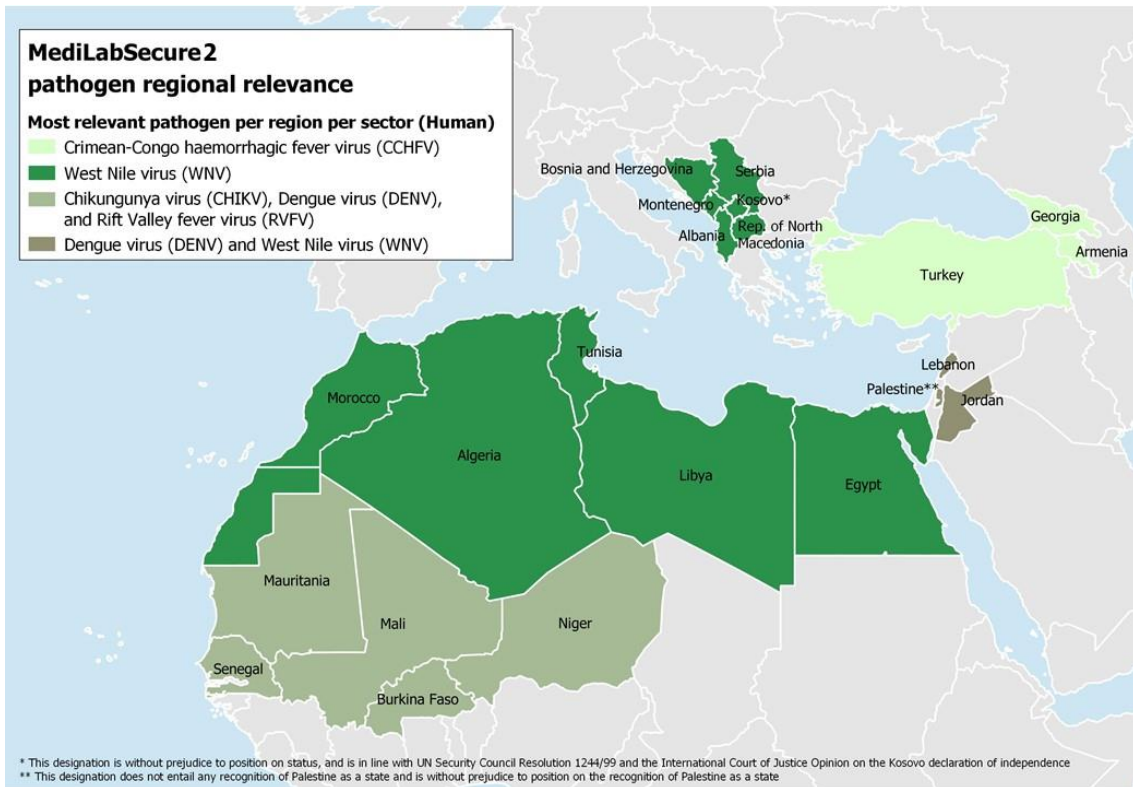 MediLabSecure2
pathogen regional relevance
Most relevant pathogen per region per sector (Human)
Crimean-Congo haemorrhagic fever virus (CCHFV)
West Nile virus (WNV)
Chikungunya virus (CHIKV), Dengue virus (DENV),
and Rift Valley fever virus (RVFV)
Dengue virus (DENV) and West Nile virus (WNV)
Bosnia and Herzegovina
Serbia
Montenegro
Kosovo*
Albania
Rep. of North
Macedonia
Georgia
Armenia
Turkey
Lebanon
Palestine**
Jordan
Tunisia
Morocco
Algeria
Libya
Egypt
Mauritania
Mali
Niger
Senegal
Burkina Faso
* This designation is without prejudice to position on status, and is in line with UN Security Council Resolution 1244/99 and the International Court of Justice Opinion on the Kosovo declaration of independence
** This designation does not entail any recognition of Palestine as a state and is without prejudice to position on the recognition of Palestine as a state